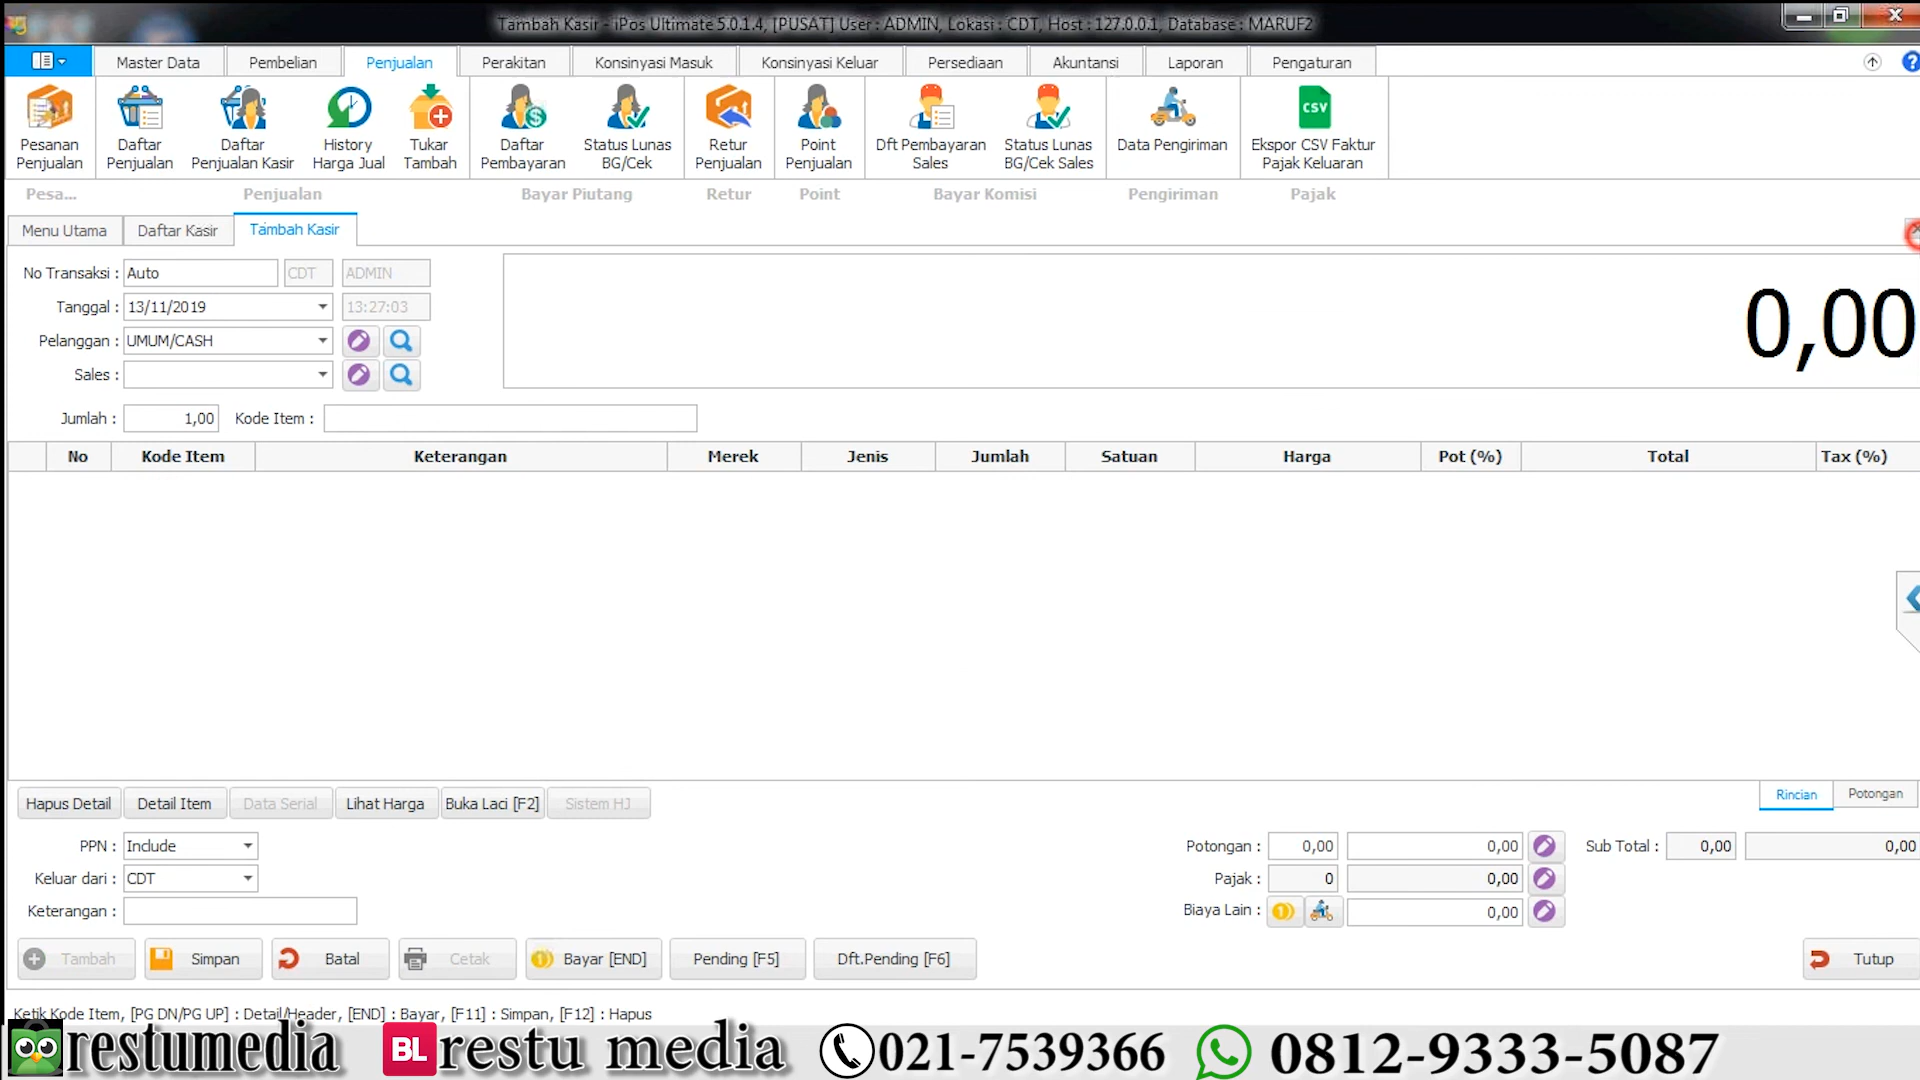 Tambah Kasir - iPos Ultimate 5.0.1.4, [PUSAT] User : ADMIN, Lokasi : CDT, Host : 127.0.0.1, Database : MARUF2
Master Data Pembelian Penjualan Perakitan Konsinyasi Masuk Konsinyasi Keluar Persediaan Akuntansi Laporan Pengaturan
Pesanan Penjualan
Daftar Penjualan
Daftar Penjualan Kasir
History Harga Jual
Tukar Tambah
Daftar Pembayaran
Status Lunas BG/Cek
Retur Penjualan
Point Penjualan
Dft Pembayaran Sales
Status Lunas BG/Cek Sales
Data Pengiriman
CSV
Ekspor CSV Faktur Pajak Keluaran
Pesa... Penjualan Bayar Piutang Retur Point Bayar Komisi Pengiriman Pajak
Menu Utama Daftar Kasir Tambah Kasir
No Transaksi : Auto CDT ADMIN
Tanggal : 13/11/2019 13:27:03
0,00
Pelanggan : UMUM/CASH
Sales :
Jumlah : 1,00 Kode Item :
No Kode Item Keterangan Merek Jenis Jumlah Satuan Harga Pot (%) Total Tax (%)
Hapus Detail Detail Item Data Serial Lihat Harga Buka Laci [F2] Sistem HJ Rincian Potongan
PPN : Include Potongan : 0,00 0,00 Sub Total : 0,00 0,00
Keluar dari : CDT Pajak : 0 0,00
Keterangan : Biaya Lain : 0,00
Tambah Simpan Batal Cetak Bayar [END] Pending [F5] Dft.Pending [F6] Tutup
Ketik Kode Item, [PG DN/PG UP] : Detail/Header, [END] : Bayar, [F11] : Simpan, [F12] : Hapus
restumedia BL restu media 021-7539366 0812-9333-5087